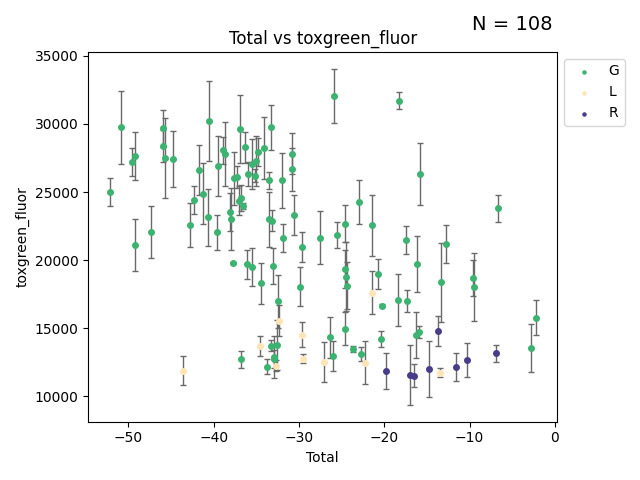 N = 108
Total vs toxgreen_fluor
G
L
R
35000
30000
25000
20000
15000
10000
toxgreen_fluor
−50 −40 −30 −20 −10 0
Total